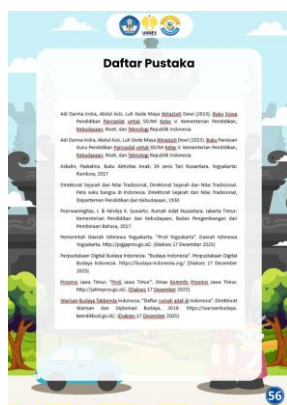 UNNES
Daftar Pustaka
Adi Darma Indra, Abdul Aziz, Luh Gede Maya Winastuti Dewi (2023). Buku Siswa
Pendidikan Pancasila untuk SD/MI Kelas V. Kementerian Pendidikan,
Kebudayaan, Riset, dan Teknologi Republik Indonesia
Adi Darma Indra, Abdul Aziz, Luh Gede Maya Winastuti Dewi (2023). Buku Panduan
Guru Pendidikan Pancasila untuk SD/MI Kelas V. Kementerian Pendidikan,
Kebudayaan, Riset, dan Teknologi Republik Indonesia
Askalin, Paskalina. Buku Aktivitas Anak: 34 Jenis Tari Nusantara. Yogyakarta:
Rainbow, 2017
Direktorat Sejarah dan Nilai Tradisional. Direktorat Sejarah dan Nilai Tradisional.
Peta suku bangsa di Indonesia. Direktorat Sejarah dan Nilai Tradisional,
Departemen Pendidikan dan Kebudayaan, 1930
Poerwaningtias, I. & Nindya K. Suwarto. Rumah Adat Nusantara. Jakarta Timur:
Kementerian Pendidikan dan Kebudayaan, Badan Pengembangan dan
Pembinaan Bahasa, 2017.
Pemerintah Daerah Istimewa Yogyakarta. "Profil Yogyakarta". Daerah Istimewa
Yogyakarta. http://jogjaprov.go.id/. (Diakses 17 Desember 2025)
Perpustakaan Digital Budaya Indonesia. "Budaya Indonesia". Perpustakaan Digital
Budaya Indonesia. https://budaya-indonesia.org/ (Diakses 17 Desember
2025)
Provinsi Jawa Timur. "Profil Jawa Timur". Dinas Kominfo Provinsi Jawa Timur.
http://jatimprov.go.id/. (Diakses 17 Desember 2025)
Warisan Budaya Takbenda Indonesia. "Daftar rumah adat di Indonesia". Direktorat
Warisan dan Diplomasi Budaya, 2018. https://warisanbudaya.
kemdikbud.go.id/. (Diakses 17 Desember 2025)
56